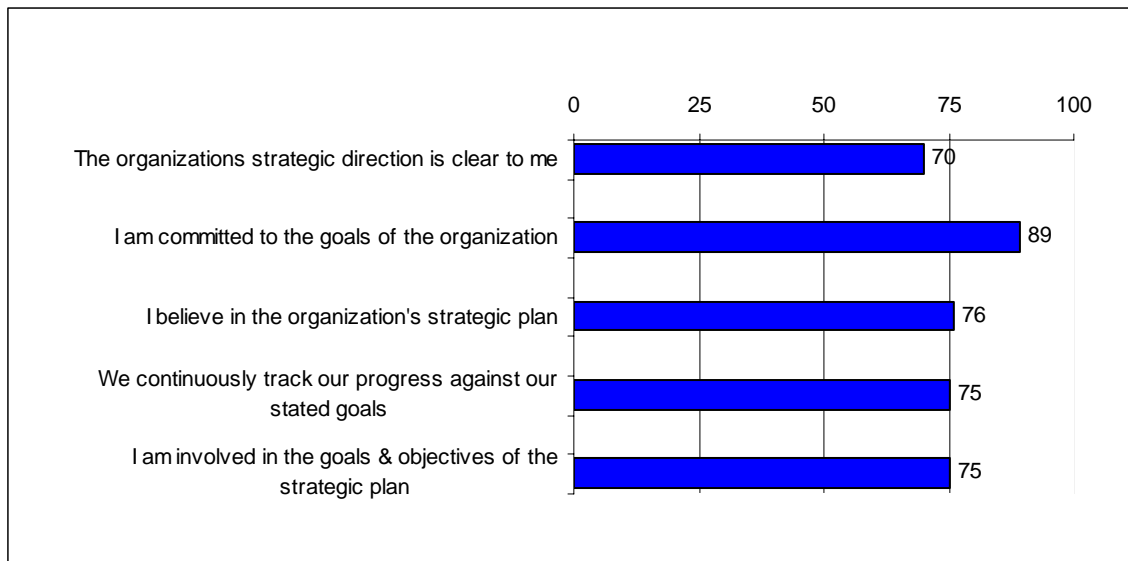 0 25 50 75 100
The organizations strategic direction is clear to me 70
I am committed to the goals of the organization 89
I believe in the organization's strategic plan 76
We continuously track our progress against our
stated goals
75
I am involved in the goals & objectives of the
strategic plan
75